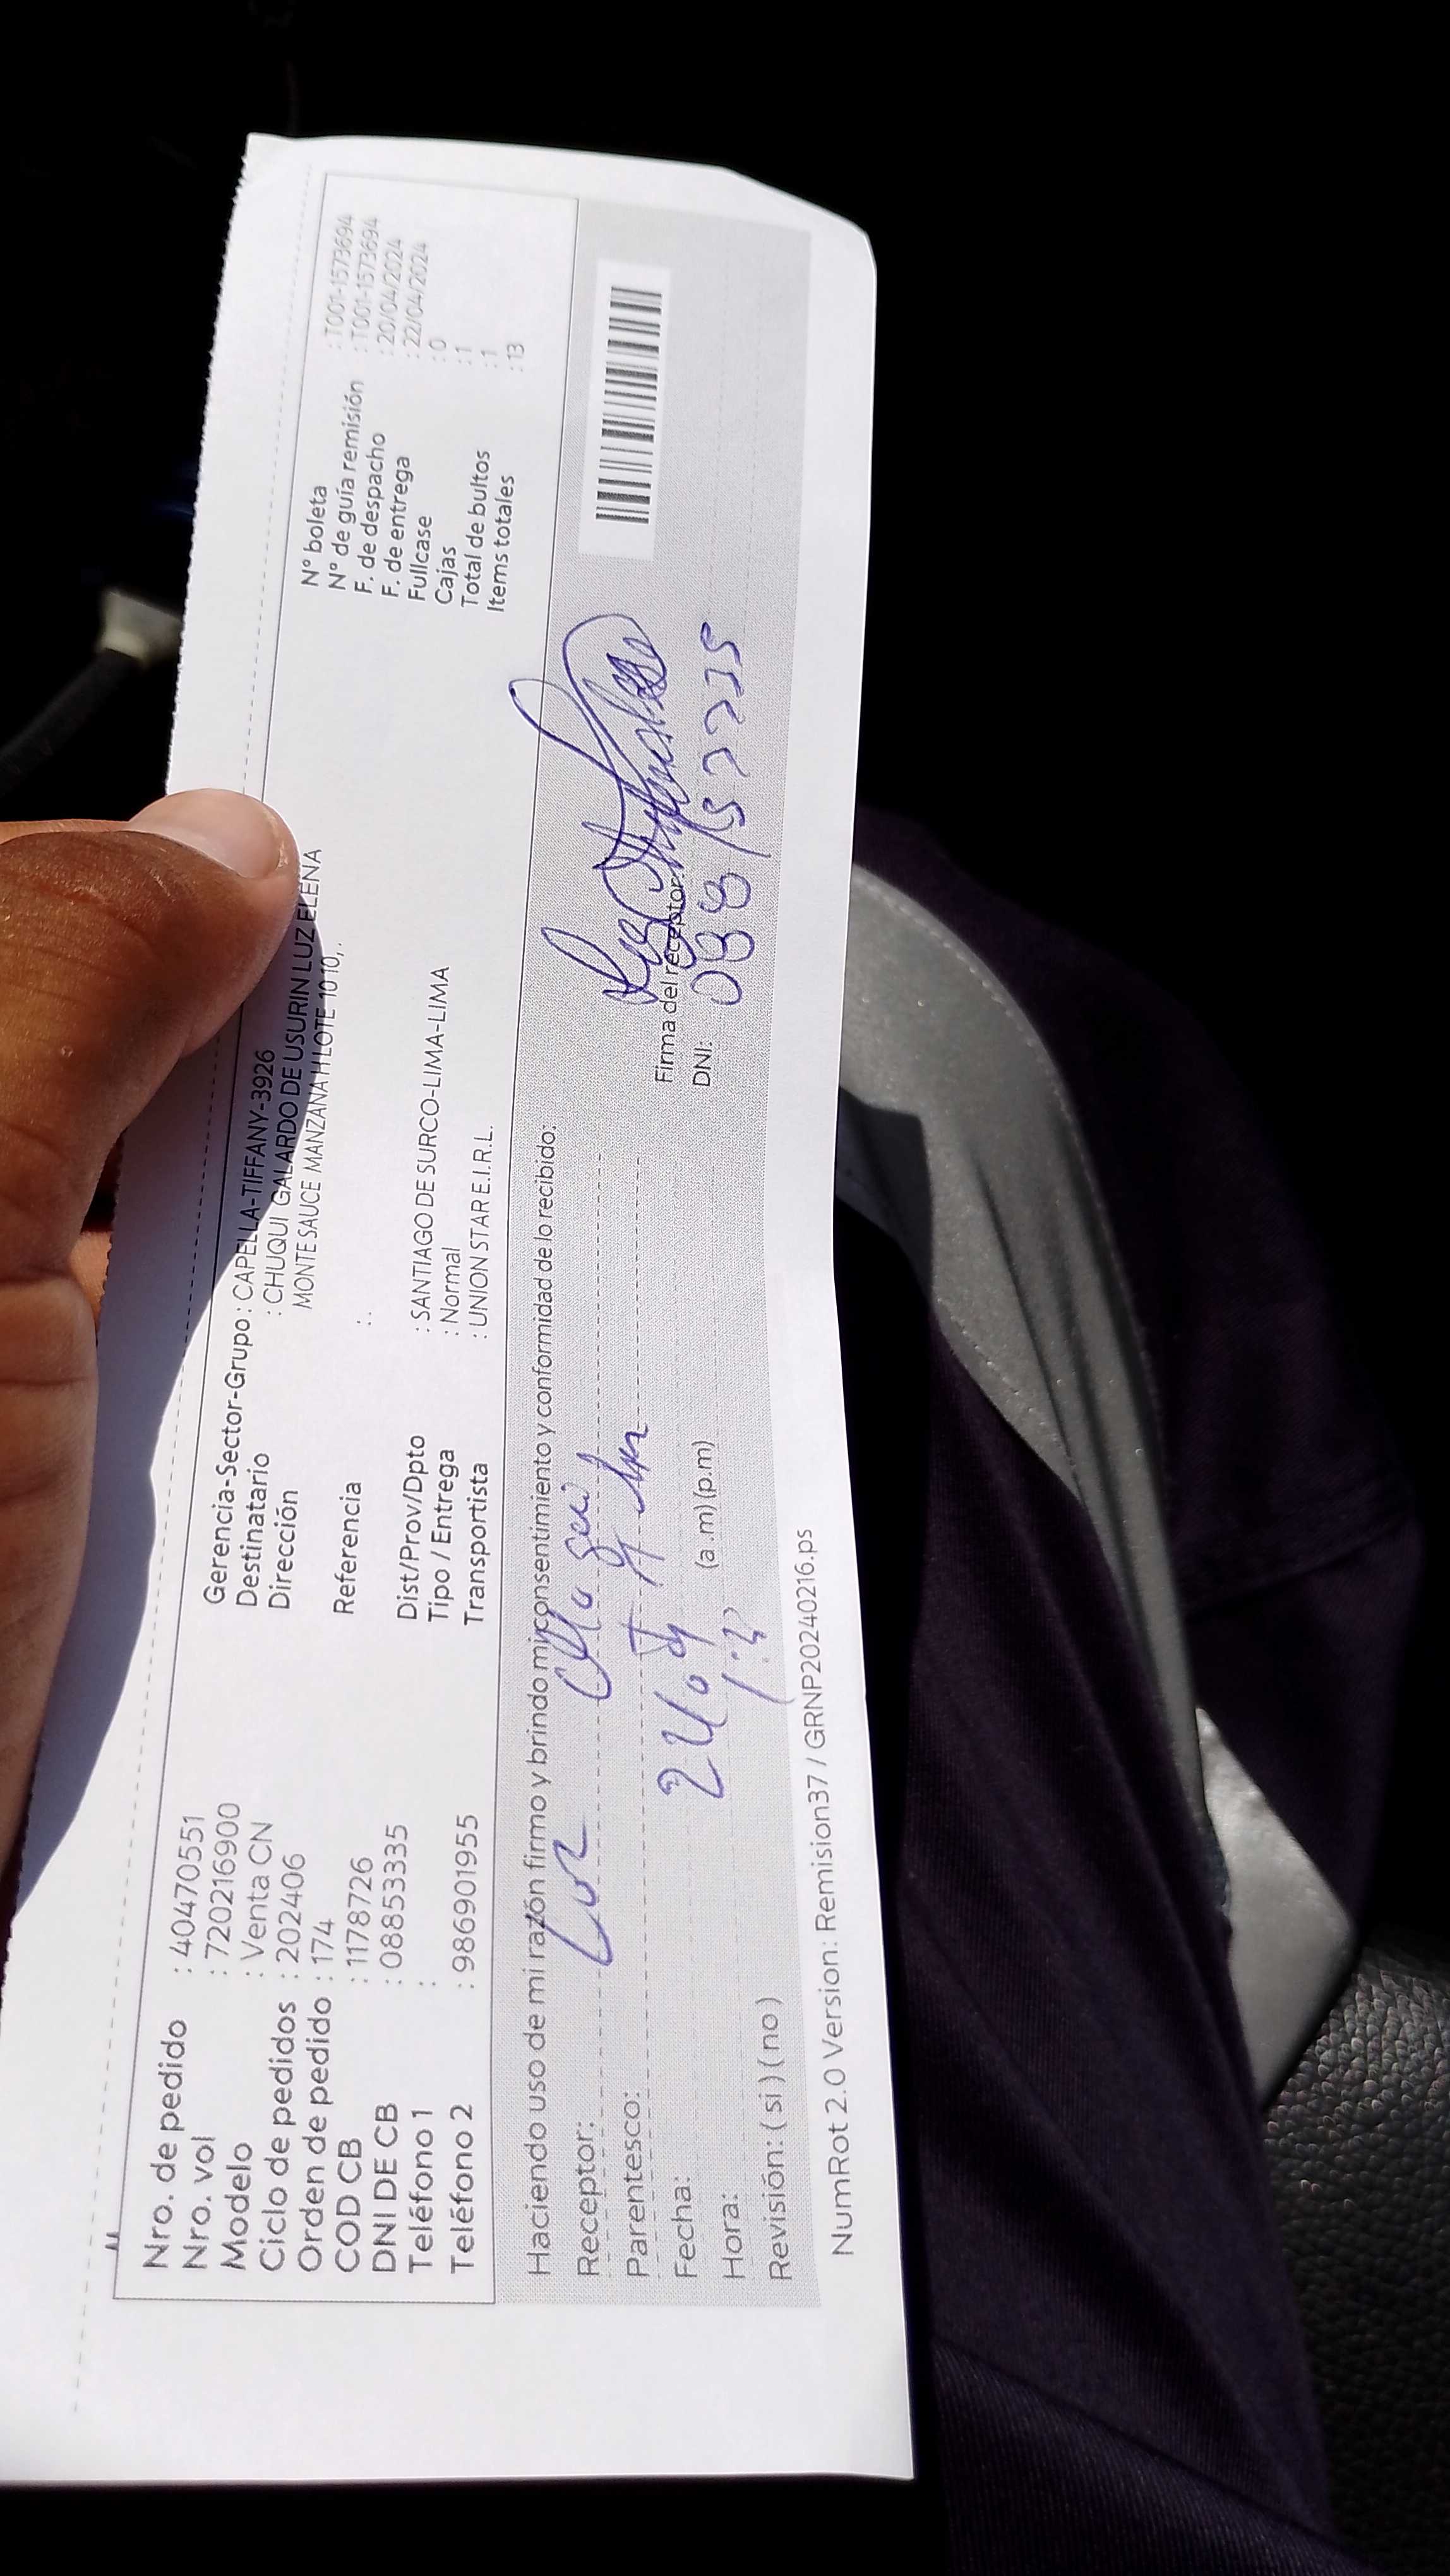 Nro. de pedido : 40470551
Nro. vol : 720216900
Modelo : Venta CN
Ciclo de pedidos : 202406
Orden de pedido : 174
COD CB : 1178726
DNI DE CB : 08853335
Teléfono 1 :
Teléfono 2 : 986901955
Gerencia-Sector-Grupo : CAPELLA-TIFFANY-3926
Destinatario : CHUQUI GALARDO DE USURIN LUZ ELENA
Dirección MONTE SAUCE MANZANA H LOTE 10 10,.
Referencia : .
Dist/Prov/Dpto : SANTIAGO DE SURCO-LIMA-LIMA
Tipo / Entrega : Normal
Transportista : UNION STAR E.I.R.L.
N° boleta : T001-1573694
N° de guía remisión : T001-1573694
F. de despacho : 20/04/2024
F. de entrega : 22/04/2024
Fullcase : 0
Cajas : 1
Total de bultos : 1
Items totales : 13
Haciendo uso de mi razón firmo y brindo mi consentimiento y conformidad de lo recibido:
Receptor: Luz
Parentesco:
Fecha:
Hora: (a.m) (p.m)
Revisión: ( si ) ( no )
Firma del receptor:
DNI:
NumRot 2.0 Version: Remision37 / GRNP20240216.ps